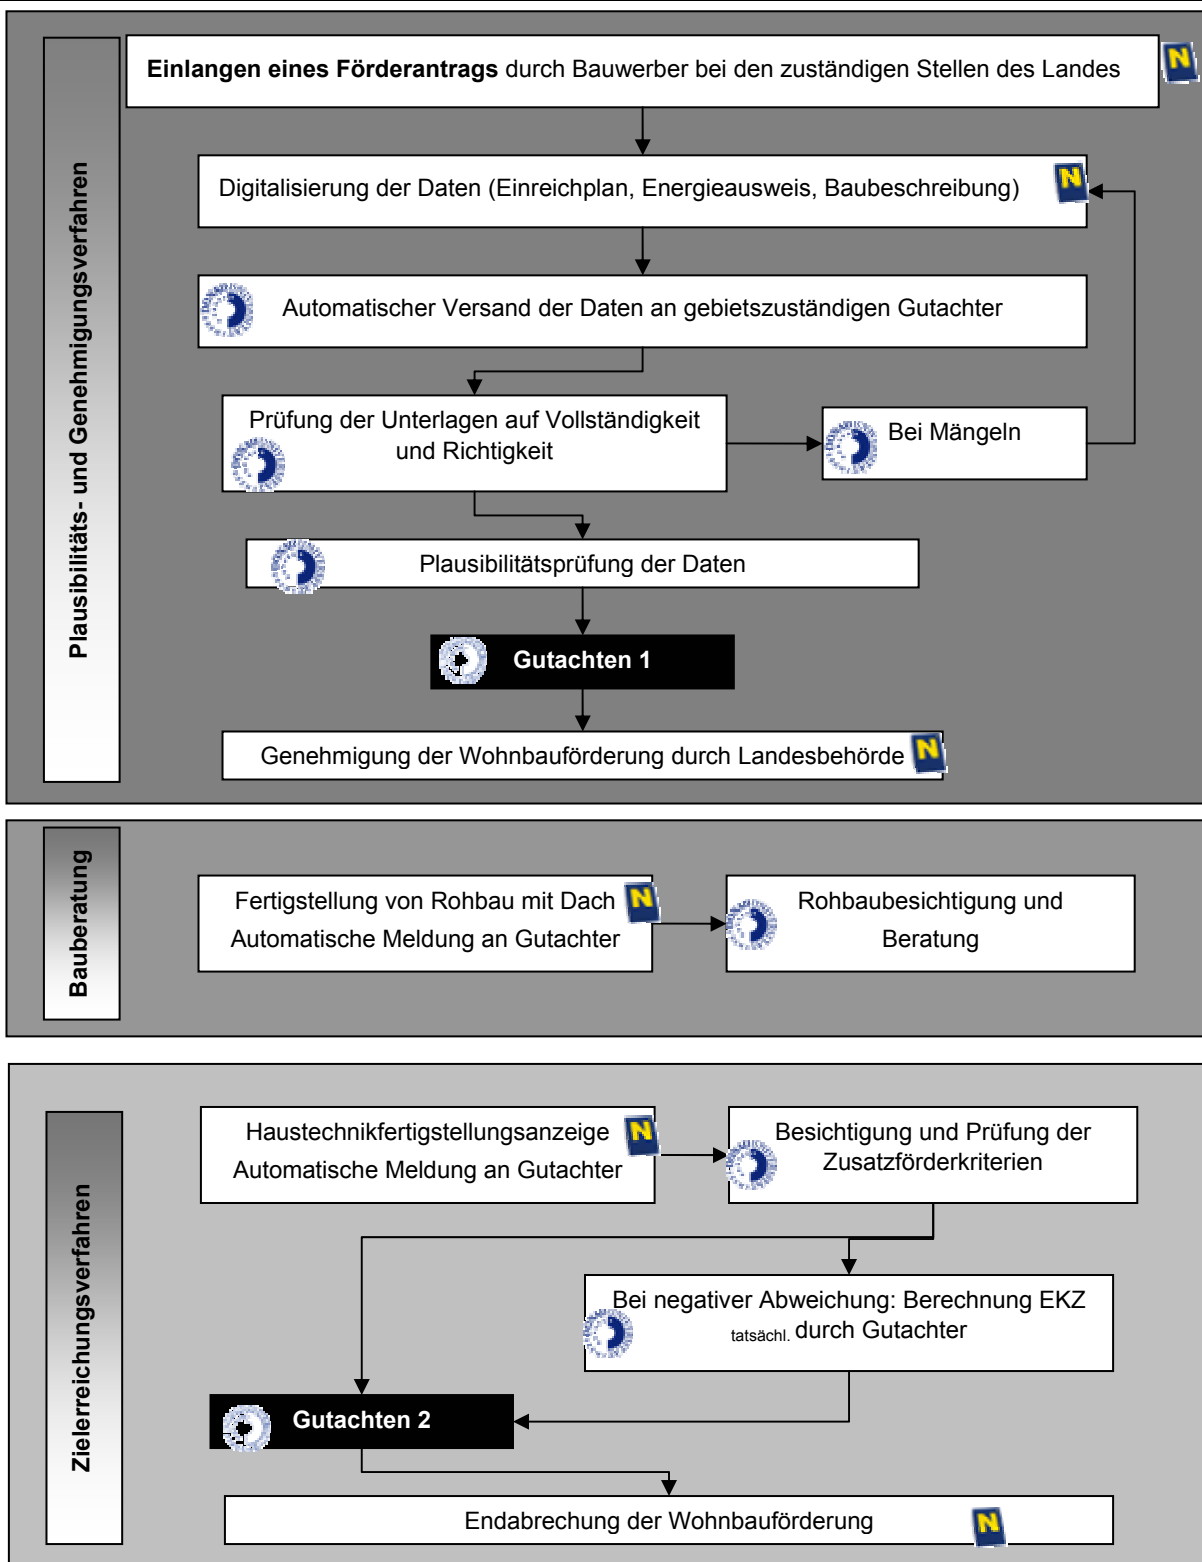 Plausibilitäts- und Genehmigungsverfahren
Einlangen eines Förderantrags durch Bauwerber bei den zuständigen Stellen des Landes
N
Digitalisierung der Daten (Einreichplan, Energieausweis, Baubeschreibung)
N
Automatischer Versand der Daten an gebietszuständigen Gutachter
Prüfung der Unterlagen auf Vollständigkeit
und Richtigkeit
Bei Mängeln
Plausibilitätsprüfung der Daten
Gutachten 1
Genehmigung der Wohnbauförderung durch Landesbehörde
N
Bauberatung
Fertigstellung von Rohbau mit Dach
N
Automatische Meldung an Gutachter
Rohbaubesichtigung und
Beratung
Zielerreichungsverfahren
Haustechnikfertigstellungsanzeige
N
Automatische Meldung an Gutachter
Besichtigung und Prüfung der
Zusatzförderkriterien
Bei negativer Abweichung: Berechnung EKZ
tatsächl. durch Gutachter
Gutachten 2
Endabrechung der Wohnbauförderung
N